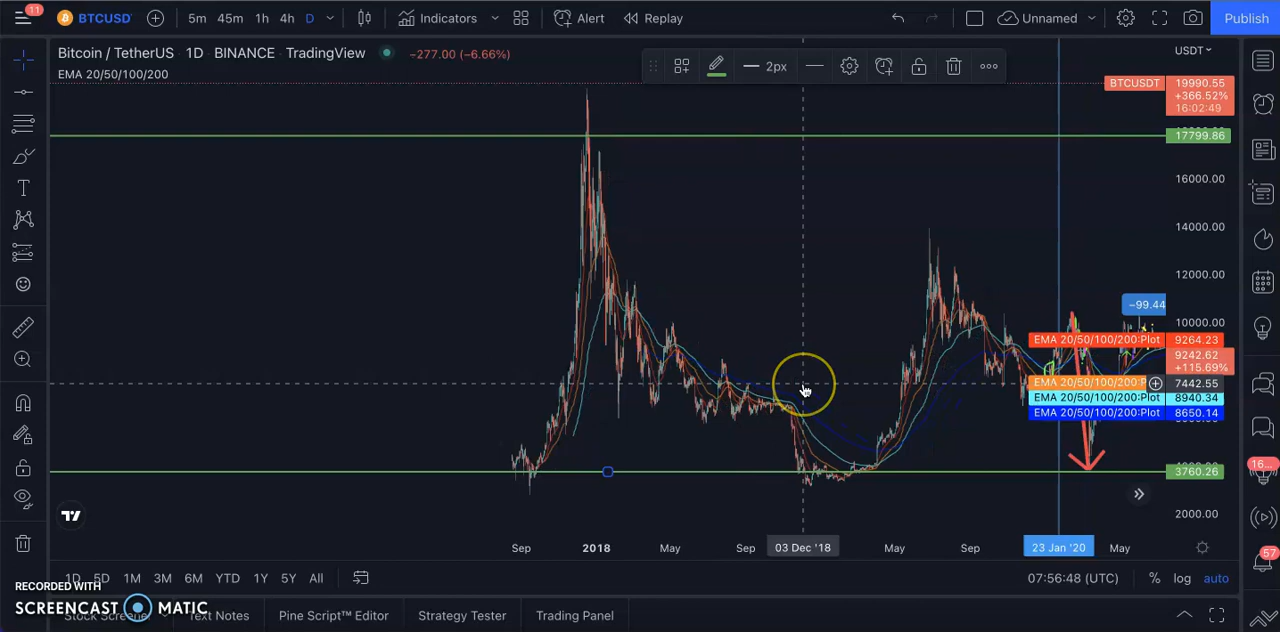 11
BTCUSDT
5m 45m 1h 4h D
Indicators
Alert
Replay
Unnamed
Publish
Bitcoin / TetherUS 1D BINANCE TradingView
−277.00 (−6.66%)
EMA 20/50/100/200
2px
USDT
BTCUSDT
19990.55
+366.52%
16:02:49
17799.86
16000.00
14000.00
12000.00
−99.44
10000.00
EMA 20/50/100/200:Plot 9264.23
9242.62
+115.69%
EMA 20/50/100/200:P 7442.55
EMA 20/50/100/200:Plot 8940.34
EMA 20/50/100/200:Plot 8650.14
3760.26
2000.00
16...
Sep 2018 May Sep 03 Dec '18 May Sep 23 Jan '20 May
57
1D 5D 1M 3M 6M YTD 1Y 5Y All
07:56:48 (UTC) % log auto
RECORDED WITH
SCREENCAST MATIC
Stock Screener Text Notes Pine Script™ Editor Strategy Tester Trading Panel